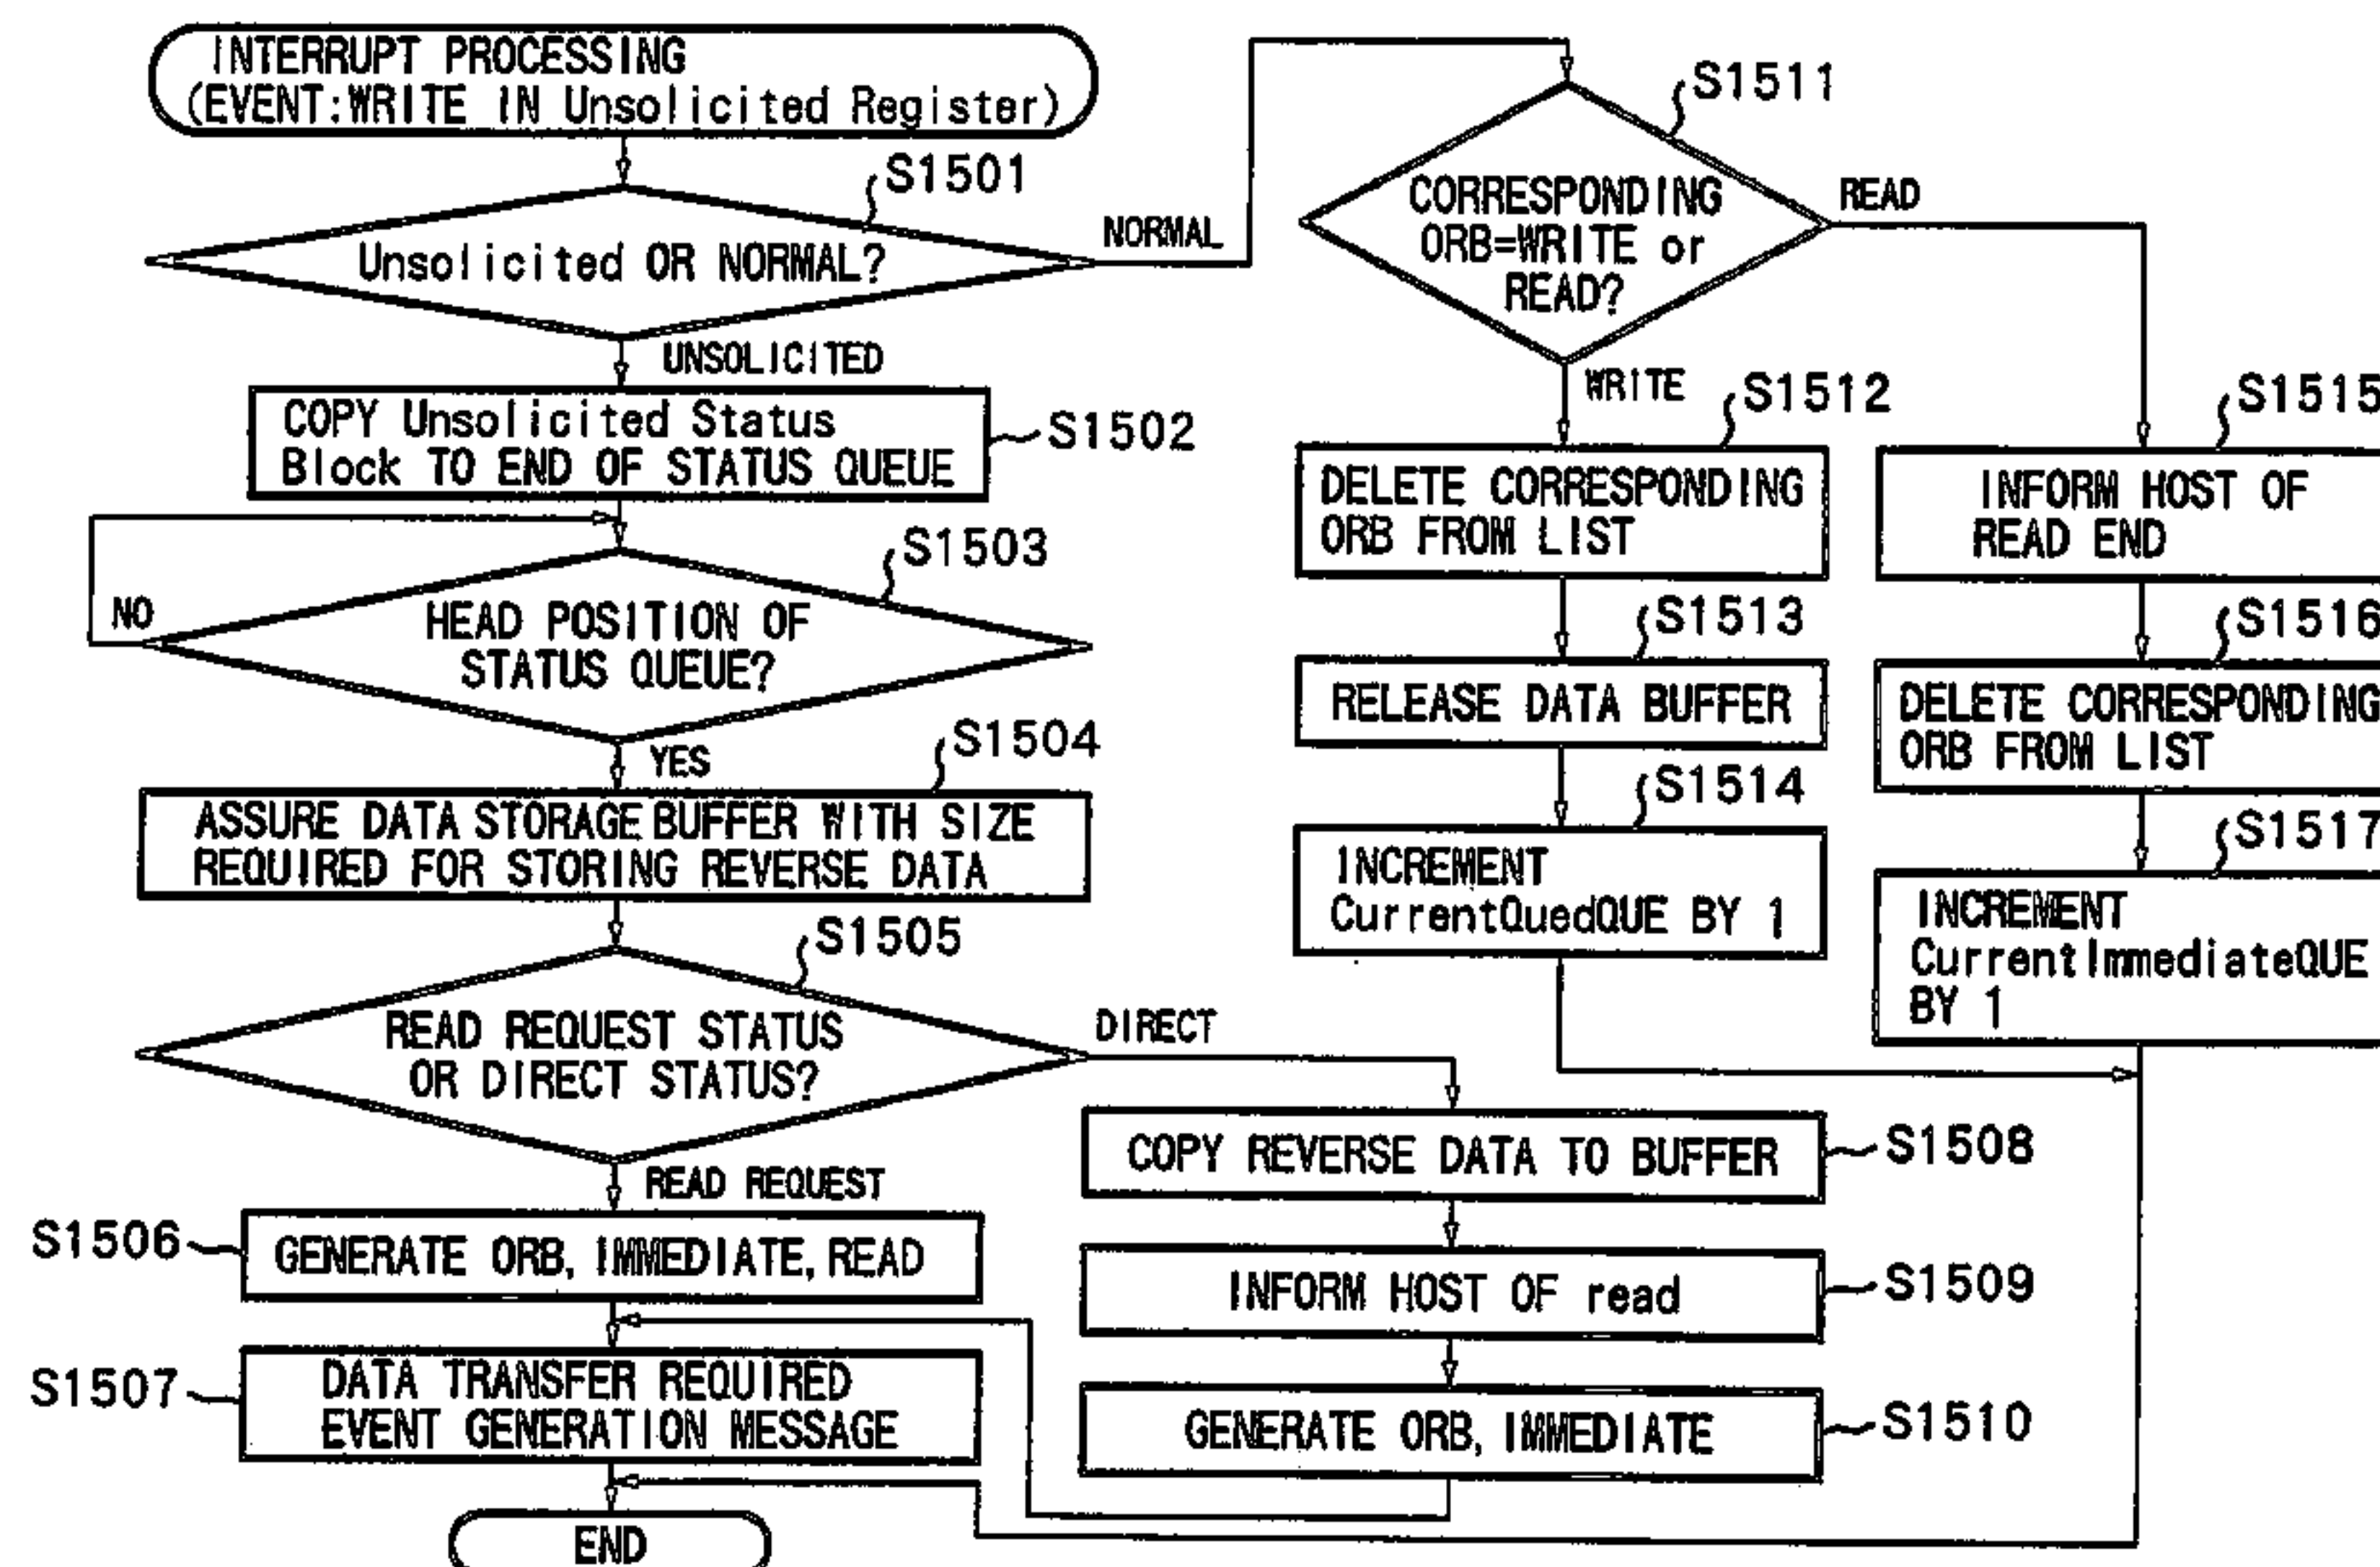 INTERRUPT PROCESSING
(EVENT:WRITE IN Unsolicited Register)
S1501
Unsolicited OR NORMAL?
NORMAL
UNSOLICITED
COPY Unsolicited Status
Block TO END OF STATUS QUEUE
S1502
S1503
HEAD POSITION OF
STATUS QUEUE?
NO
YES
S1504
ASSURE DATA STORAGE BUFFER WITH SIZE
REQUIRED FOR STORING REVERSE DATA
S1505
READ REQUEST STATUS
OR DIRECT STATUS?
DIRECT
READ REQUEST
S1506
GENERATE ORB, IMMEDIATE, READ
S1507
DATA TRANSFER REQUIRED
EVENT GENERATION MESSAGE
END
COPY REVERSE DATA TO BUFFER
S1508
INFORM HOST OF read
S1509
GENERATE ORB, IMMEDIATE
S1510
S1511
CORRESPONDING
ORB=WRITE or
READ?
READ
WRITE
S1512
DELETE CORRESPONDING
ORB FROM LIST
S1513
RELEASE DATA BUFFER
S1514
INCREMENT
CurrentQuedQUE BY 1
S1515
INFORM HOST OF
READ END
S1516
DELETE CORRESPONDING
ORB FROM LIST
S1517
INCREMENT
CurrentImmediateQUE
BY 1